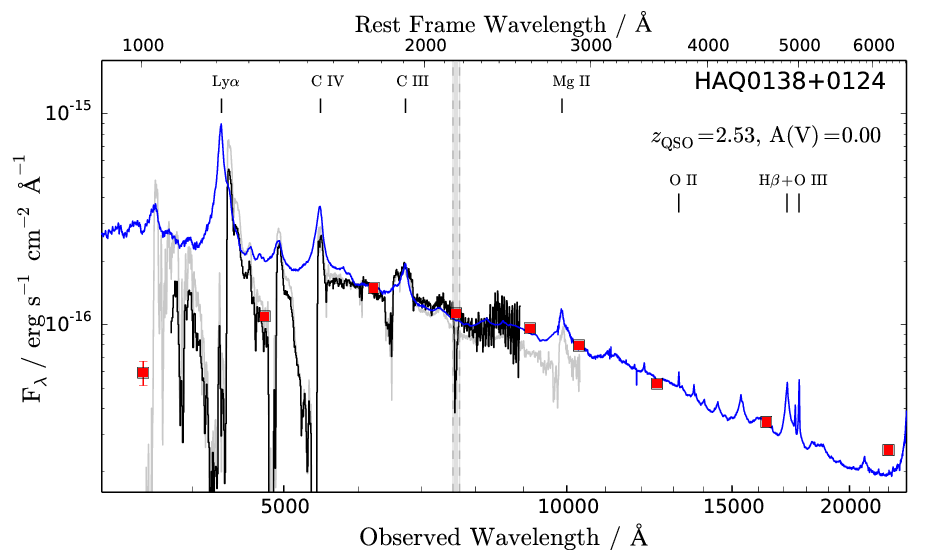 Rest Frame Wavelength / Å
1000 2000 3000 4000 5000 6000
Lyα C IV C III Mg II
HAQ0138+0124
10⁻¹⁵
z_QSO=2.53, A(V)=0.00
O II Hβ+O III
F_λ / erg s⁻¹ cm⁻² Å⁻¹
10⁻¹⁶
5000 10000 15000 20000
Observed Wavelength / Å